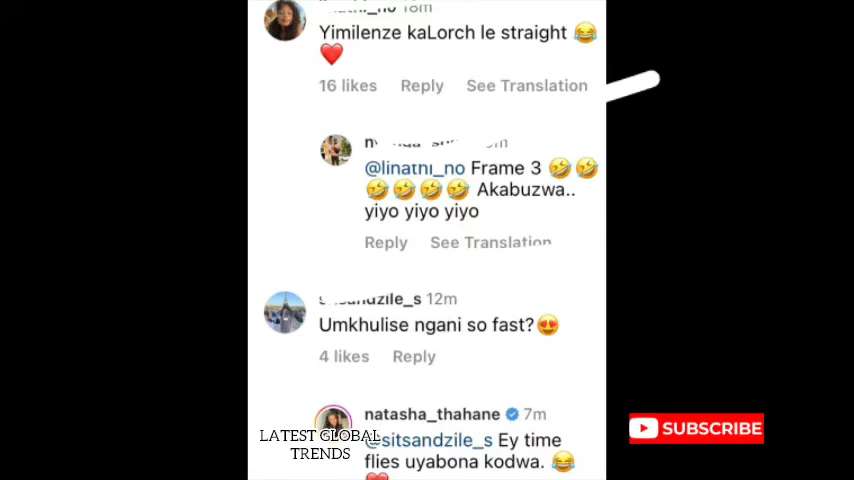 18m
Yimilenze kaLorch le straight 😂
❤️
16 likes Reply See Translation
@linatni_no Frame 3 🤣🤣
🤣🤣🤣🤣 Akabuzwa..
yiyo yiyo yiyo
Reply See Translation
12m
Umkhulise ngani so fast?😍
4 likes Reply
natasha_thahane 7m
@sitsandzile_s Ey time
flies uyabona kodwa. 😂
❤️
LATEST GLOBAL
TRENDS
SUBSCRIBE